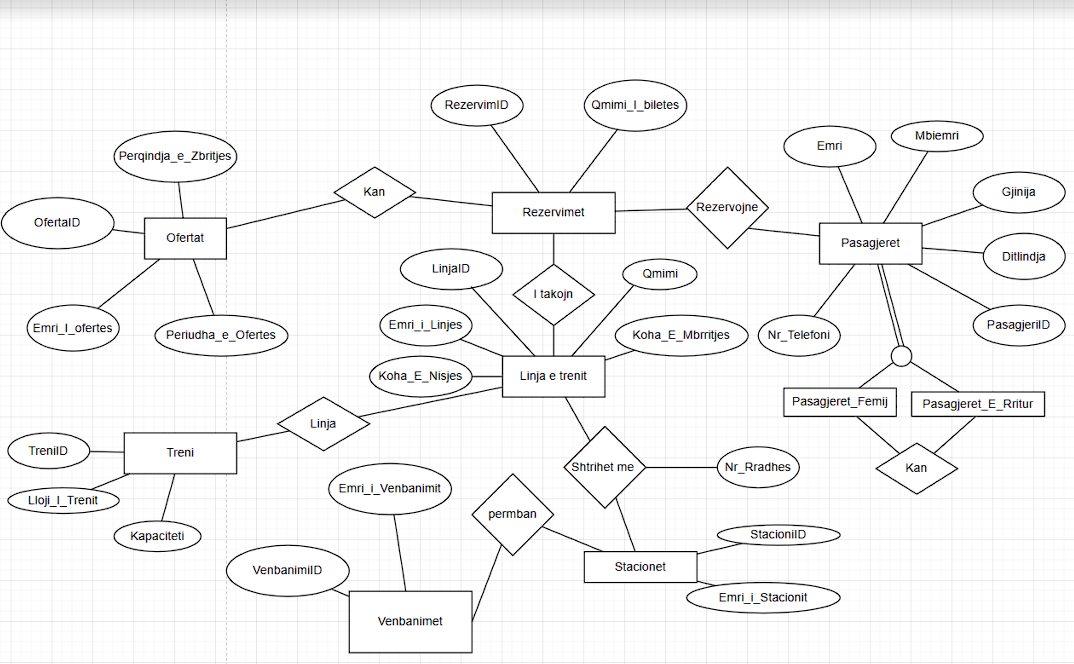 RezervimID
Qmimi_I_biletes
Emri
Mbiemri
Perqindja_e_Zbritjes
Kan
Gjinija
OfertaID
Ofertat
Rezervimet
Rezervojne
Pasagjeret
Ditlindja
LinjaID
Qmimi
I takojn
Emri_I_ofertes
Periudha_e_Ofertes
Emri_i_Linjes
Koha_E_Mbrritjes
Nr_Telefoni
PasagjeriID
Koha_E_Nisjes
Linja e trenit
Pasagjeret_Femij
Pasagjeret_E_Rritur
Linja
TreniID
Treni
Shtrihet me
Nr_Rradhes
Kan
Emri_i_Venbanimit
Lloji_I_Trenit
permban
Kapaciteti
StacioniID
VenbanimiID
Stacionet
Emri_i_Stacionit
Venbanimet